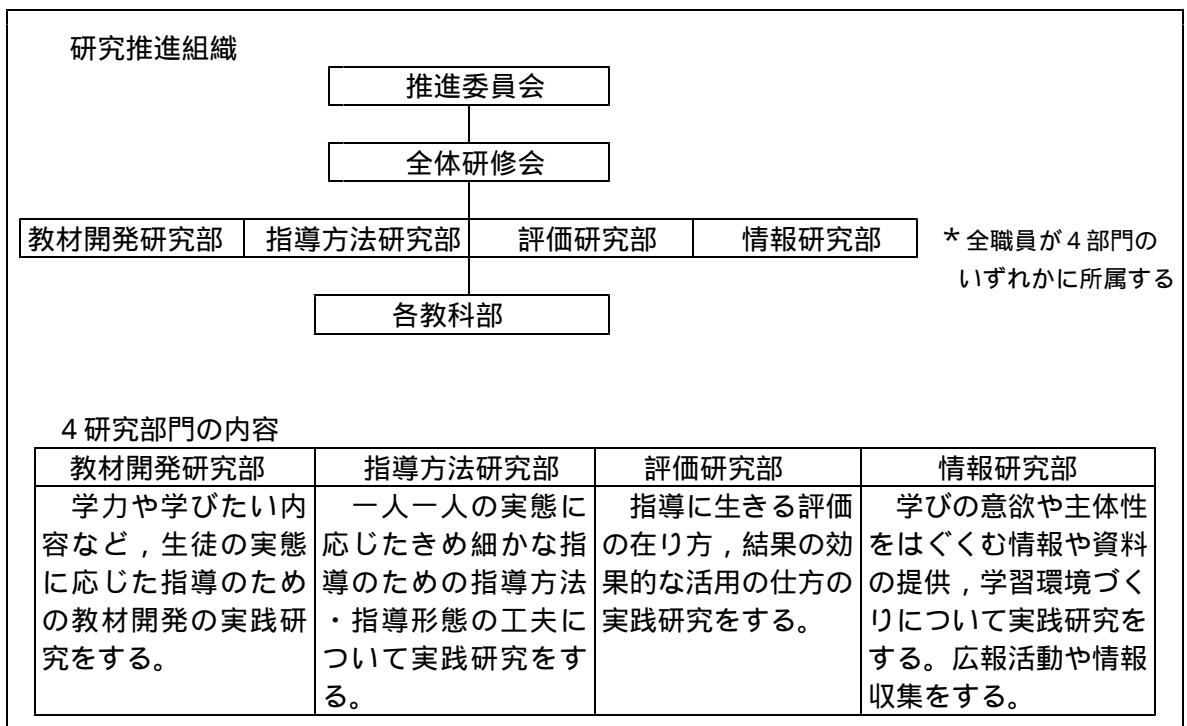 研究推進組織
推進委員会
全体研修会
教材開発研究部 指導方法研究部 評価研究部 情報研究部
*全職員が4部門の
いずれかに所属する
各教科部
4研究部門の内容
教材開発研究部
学力や学びたい内
容など，生徒の実態
に応じた指導のため
の教材開発の実践研
究をする。
指導方法研究部
一人一人の実態に
応じたきめ細かな指
導のための指導方法
・指導形態の工夫に
ついて実践研究をす
る。
評価研究部
指導に生きる評価
の在り方，結果の効
果的な活用の仕方の
実践研究をする。
情報研究部
学びの意欲や主体性
をはぐくむ情報や資料
の提供，学習環境づく
りについて実践研究を
する。広報活動や情報
収集をする。